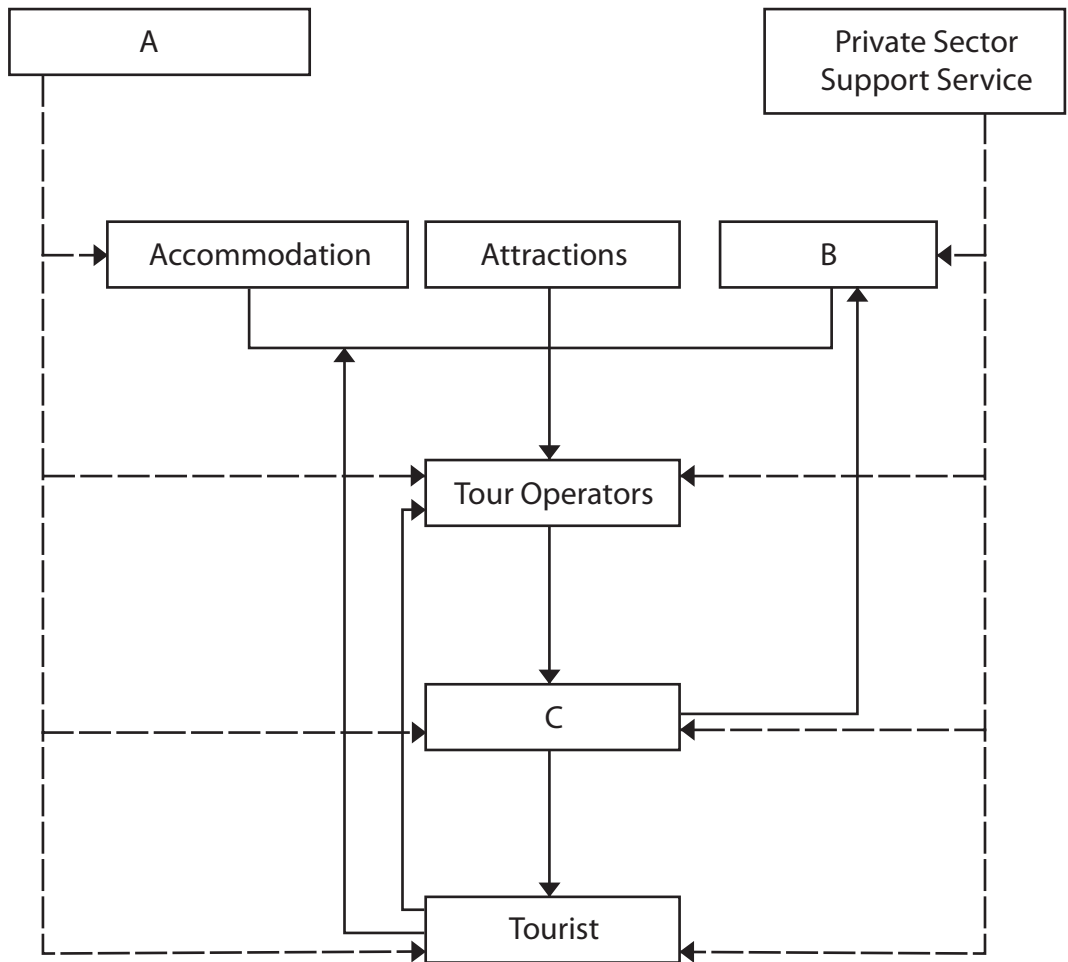 A
Private Sector
Support Service
Accommodation
Attractions
B
Tour Operators
C
Tourist